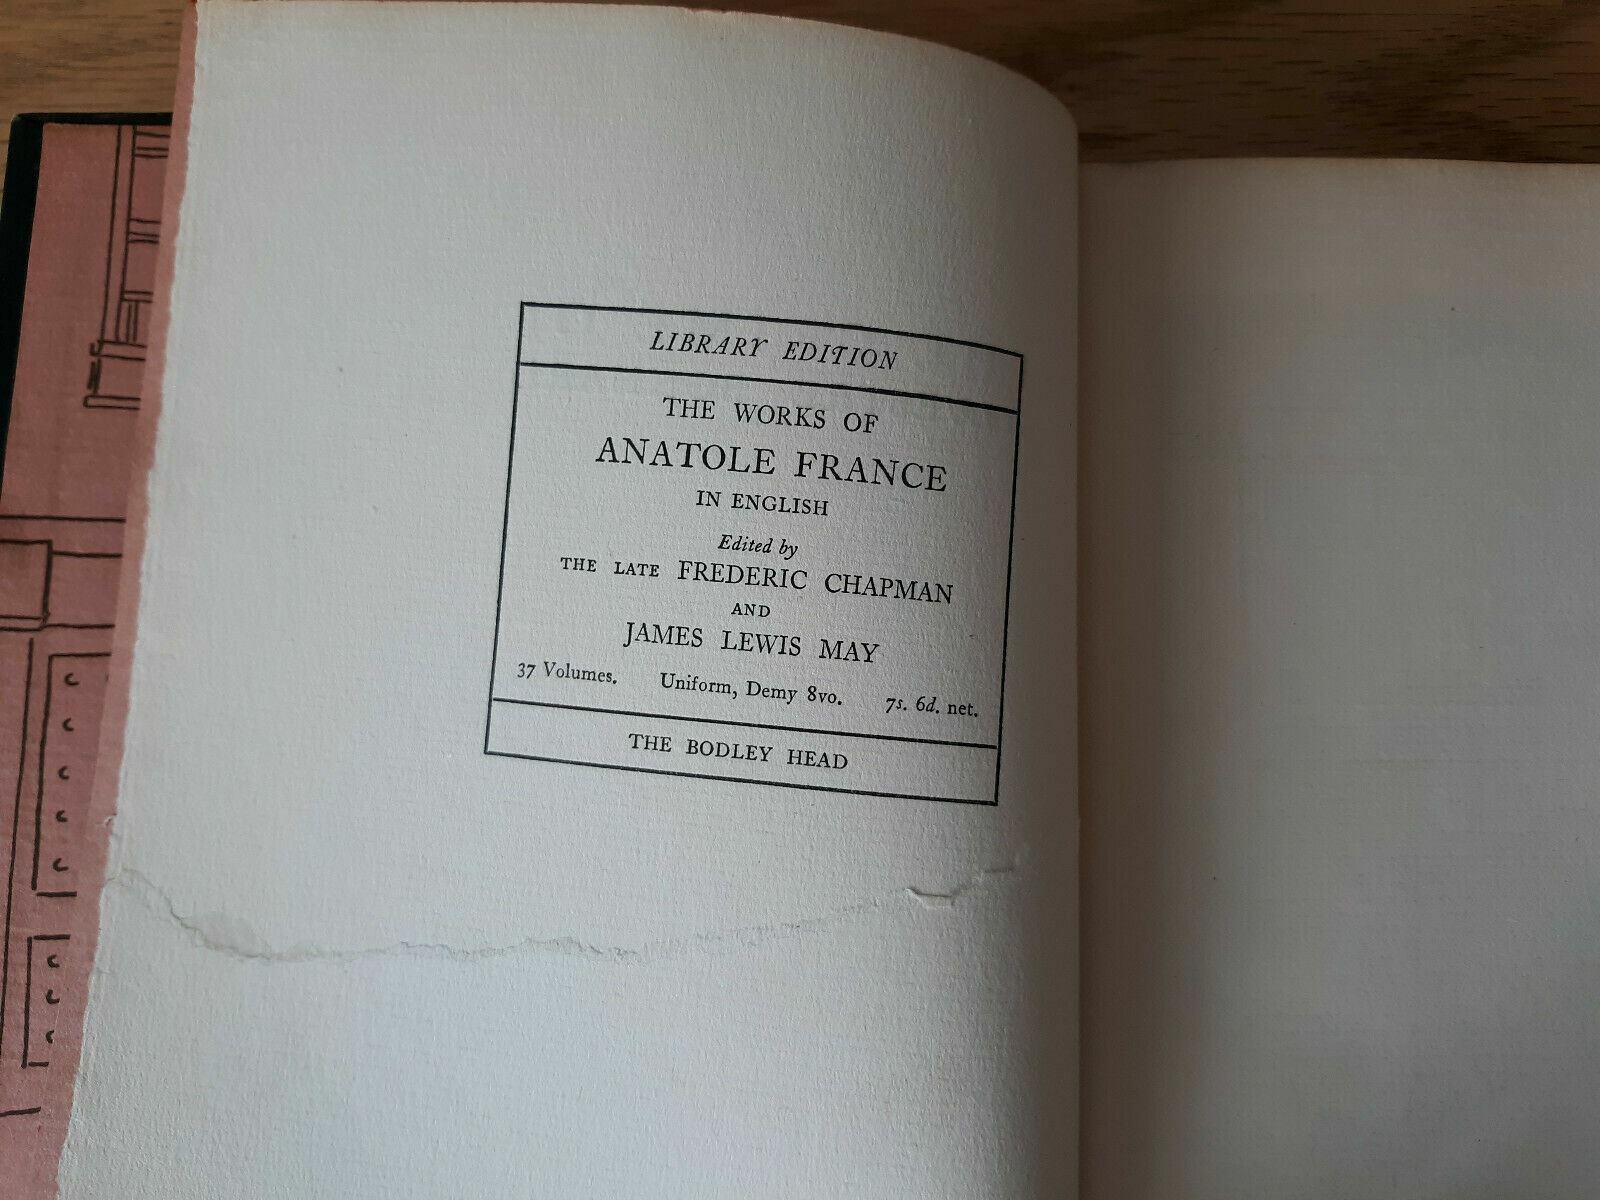 LIBRARY EDITION
THE WORKS OF
ANATOLE FRANCE
IN ENGLISH
Edited by
THE LATE FREDERIC CHAPMAN
AND
JAMES LEWIS MAY
37 Volumes. Uniform, Demy 8vo. 7s. 6d. net.
THE BODLEY HEAD